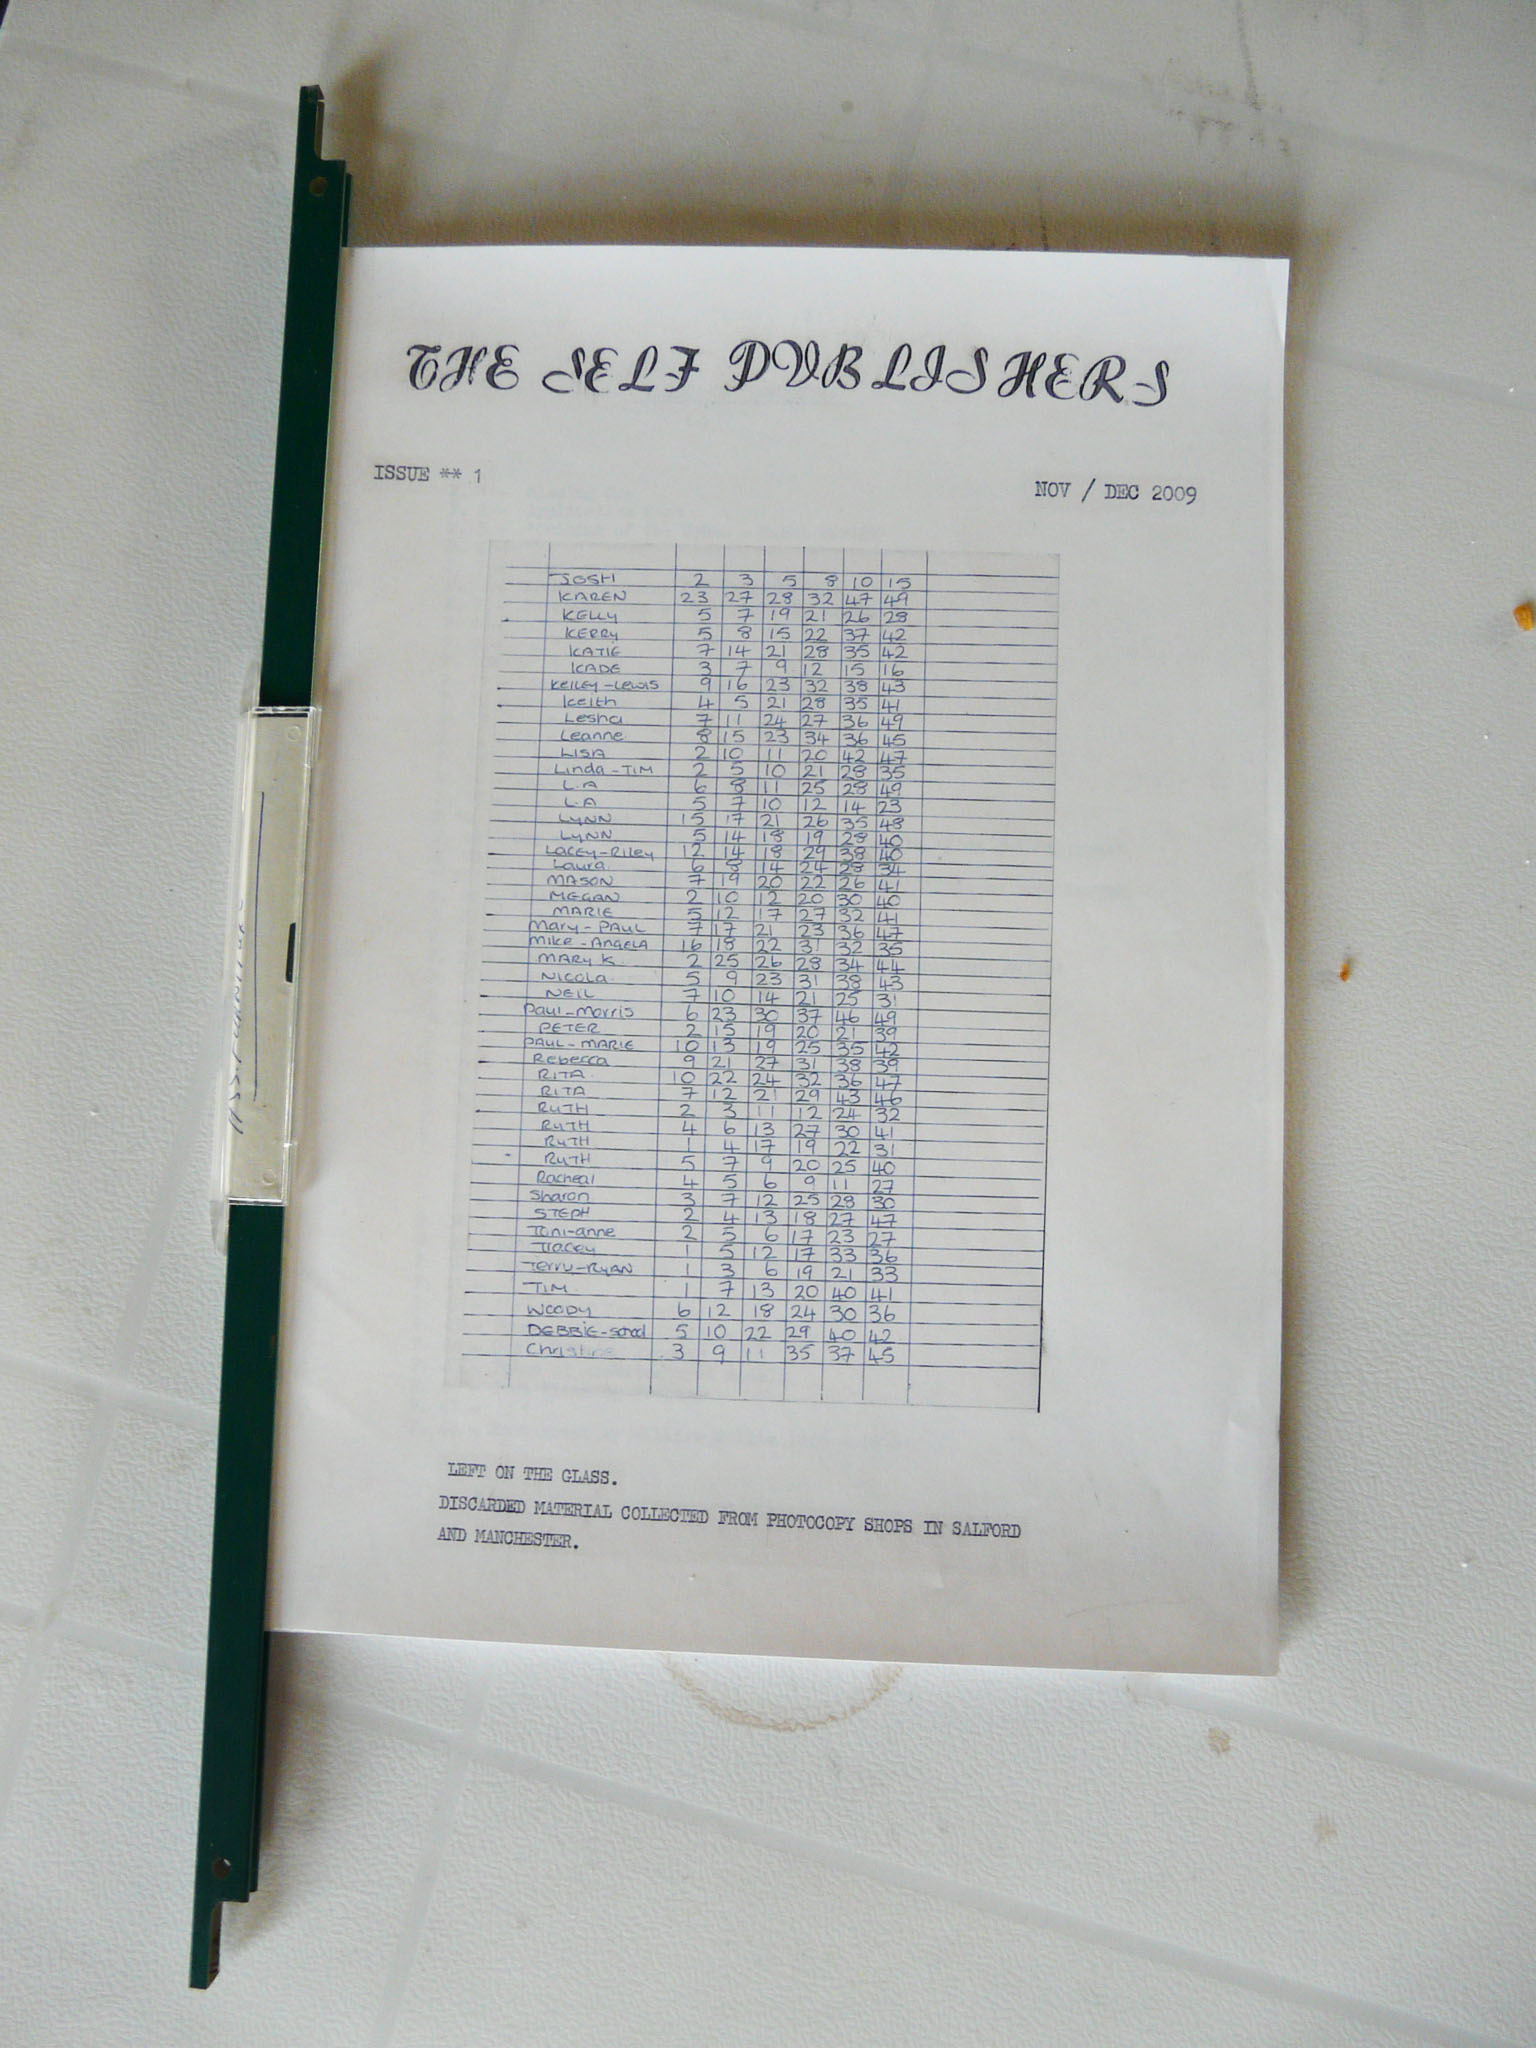 THE SELF PUBLISHERS
ISSUE ** 1
NOV / DEC 2009
JOSH 2 3 5 8 10 15
KAREN 23 27 28 32 47 49
KELLY 5 7 19 21 26 28
KERRY 5 8 15 22 37 42
KATIE 7 14 21 28 35 42
KADE 3 7 9 12 15 16
KEILEY-LEWIS 9 16 23 32 38 43
Keith 4 5 21 28 35 41
Lesha 7 11 24 27 36 49
Leanne 8 15 23 34 36 45
LISA 2 10 11 20 42 47
Linda-TIM 2 5 10 21 28 35
L.A 6 8 11 25 28 49
L.A 5 7 10 12 14 23
LYNN 15 17 21 26 35 48
LYNN 5 14 18 19 28 40
Lacey-Riley 12 14 18 29 38 40
Laura 6 8 14 24 28 34
MASON 7 19 20 22 26 41
MEGAN 2 10 12 20 30 40
MARIE 5 12 17 27 32 41
Mary-PAUL 7 17 21 23 36 47
Mike-ANGELA 16 18 22 31 32 35
MARY K 2 25 26 28 34 44
NICOLA 5 9 23 31 38 43
NEIL 7 10 14 21 25 31
Paul-Morris 6 23 30 37 46 49
PETER 2 15 19 20 21 39
PAUL-MARIE 10 13 19 25 35 42
Rebecca 9 21 27 31 38 39
RITA 10 22 24 32 36 47
RITA 7 12 21 29 43 46
RUTH 2 3 11 12 24 32
RUTH 4 6 13 27 30 41
RUTH 1 4 17 19 22 31
RUTH 5 7 9 20 25 40
Racheal 4 5 6 9 11 27
Sharon 3 7 12 25 28 30
STEPH 2 4 13 18 27 47
Toni-anne 2 5 6 17 23 27
Tracey 1 5 12 17 33 36
Terry-RYAN 1 3 6 19 21 33
TIM 1 7 13 20 40 41
WOODY 6 12 18 24 30 36
DEBBIE-School 5 10 22 29 40 42
Christine 3 9 11 35 37 45
LEFT ON THE GLASS.
DISCARDED MATERIAL COLLECTED FROM PHOTOCOPY SHOPS IN SALFORD
AND MANCHESTER.